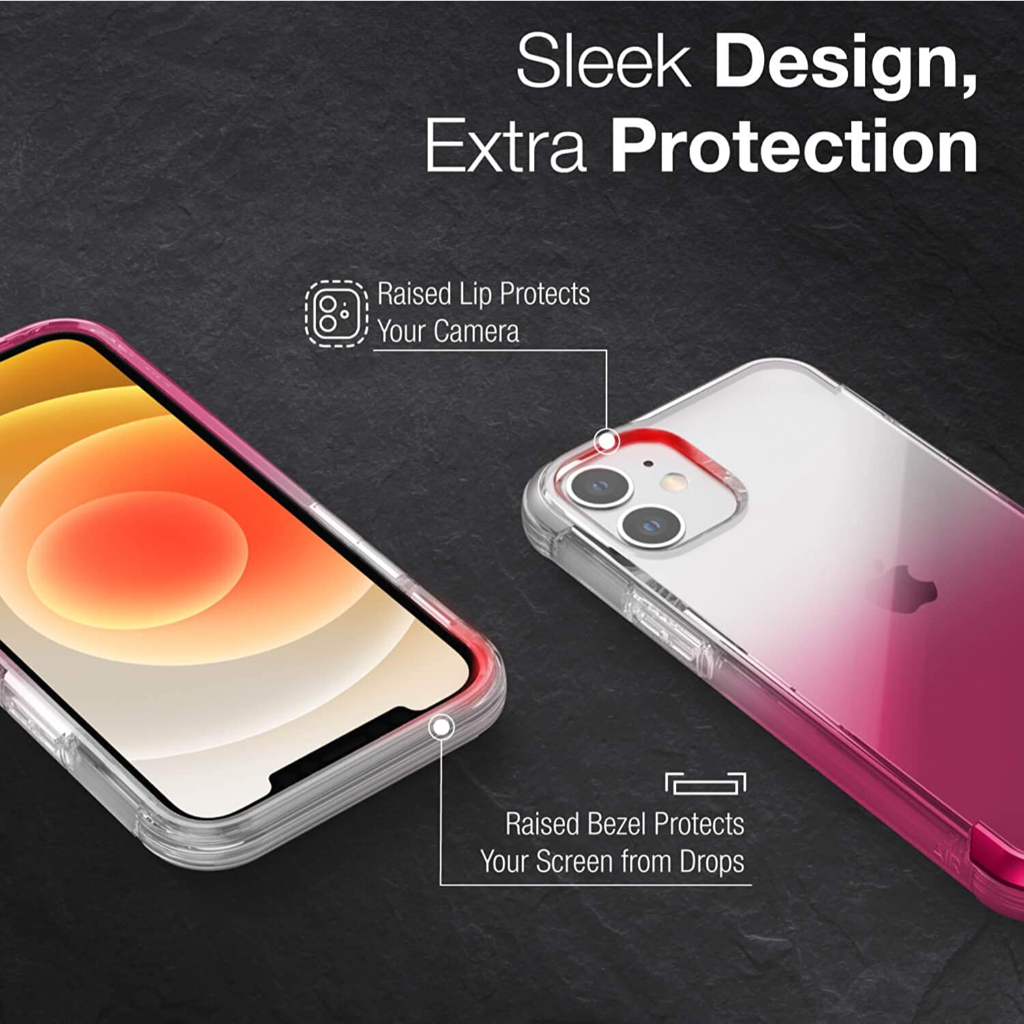 Sleek Design,
Extra Protection
Raised Lip Protects
Your Camera
Raised Bezel Protects
Your Screen from Drops